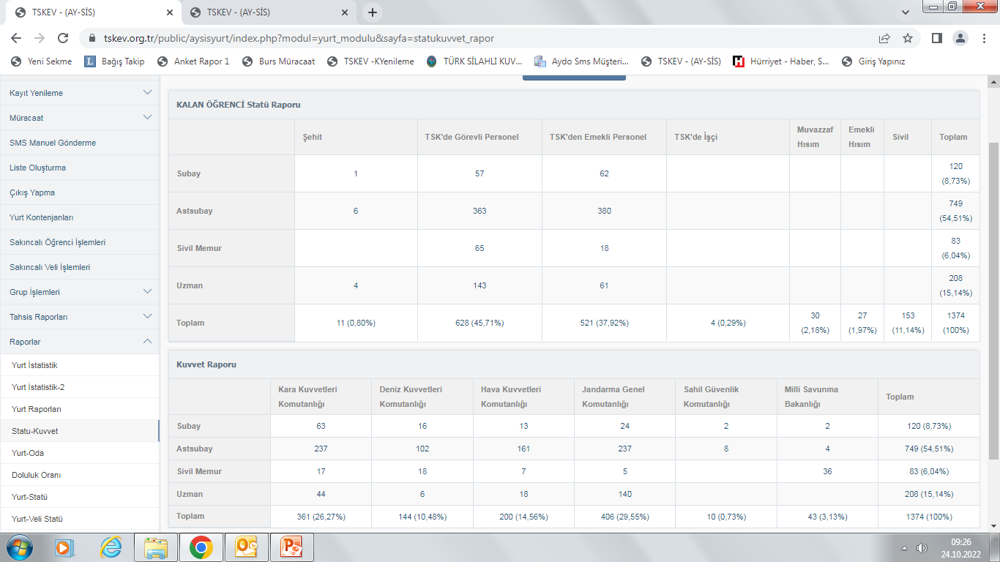 TSKEV - (AY-SİS)
TSKEV - (AY-SİS)
tskev.org.tr/public/aysisyurt/index.php?modul=yurt_modulu&sayfa=statukuvvet_rapor
Yeni Sekme
Bağış Takip
Anket Rapor 1
Burs Müracaat
TSKEV -KYenileme
TÜRK SİLAHLI KUV...
Aydo Sms Müşteri...
TSKEV - (AY-SİS)
Hürriyet - Haber, S...
Giriş Yapınız
Kayıt Yenileme
Müracaat
SMS Manuel Gönderme
Liste Oluşturma
Çıkış Yapma
Yurt Kontenjanları
Sakıncalı Öğrenci İşlemleri
Sakıncalı Veli İşlemleri
Grup İşlemleri
Tahsis Raporları
Raporlar
Yurt İstatistik
Yurt İstatistik-2
Yurt Raporları
Statu-Kuvvet
Yurt-Oda
Doluluk Oranı
Yurt-Statü
Yurt-Veli Statü
KALAN ÖĞRENCİ Statü Raporu
Şehit TSK'de Görevli Personel TSK'den Emekli Personel TSK'de İşçi Muvazzaf Hısım Emekli Hısım Sivil Toplam
Subay 1 57 62 120 (8,73%)
Astsubay 6 363 380 749 (54,51%)
Sivil Memur 65 18 83 (6,04%)
Uzman 4 143 61 208 (15,14%)
Toplam 11 (0,80%) 628 (45,71%) 521 (37,92%) 4 (0,29%) 30 (2,18%) 27 (1,97%) 153 (11,14%) 1374 (100%)
Kuvvet Raporu
Kara Kuvvetleri Komutanlığı Deniz Kuvvetleri Komutanlığı Hava Kuvvetleri Komutanlığı Jandarma Genel Komutanlığı Sahil Güvenlik Komutanlığı Milli Savunma Bakanlığı Toplam
Subay 63 16 13 24 2 2 120 (8,73%)
Astsubay 237 102 161 237 8 4 749 (54,51%)
Sivil Memur 17 18 7 5 36 83 (6,04%)
Uzman 44 6 18 140 208 (15,14%)
Toplam 361 (26,27%) 144 (10,48%) 200 (14,56%) 406 (29,55%) 10 (0,73%) 43 (3,13%) 1374 (100%)
09:26
24.10.2022